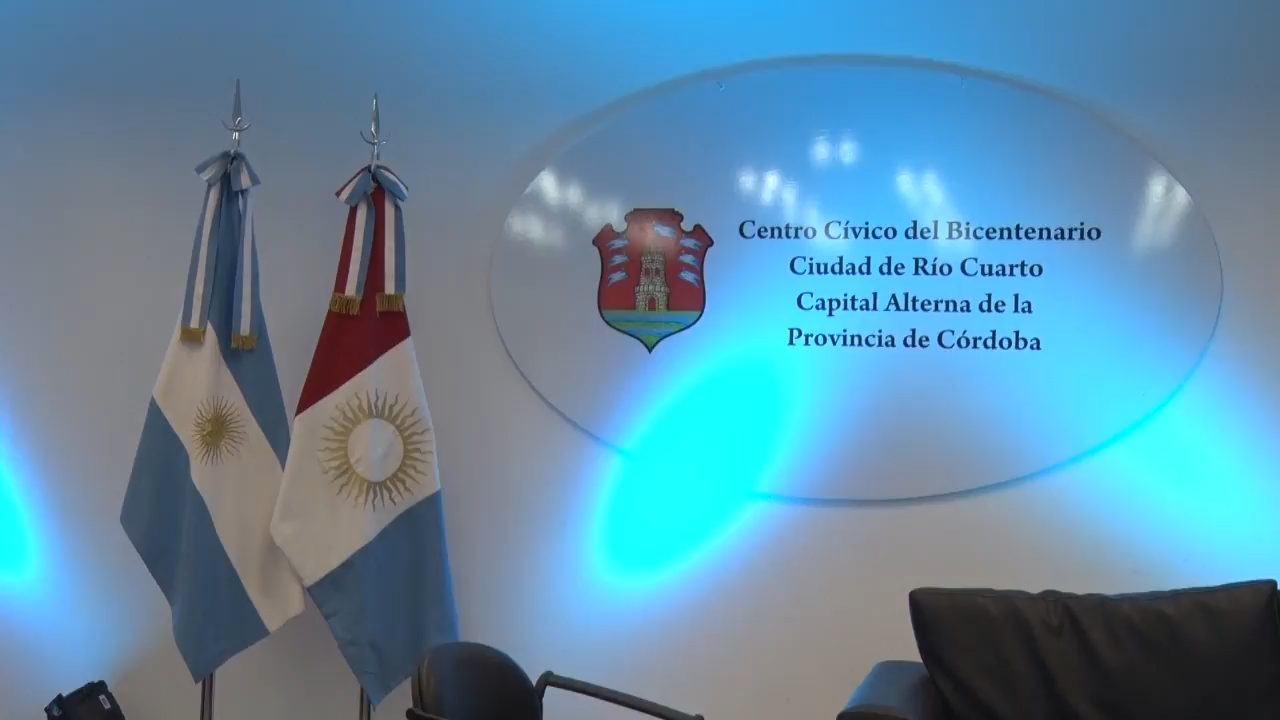 Centro Cívico del Bicentenario
Ciudad de Río Cuarto
Capital Alterna de la
Provincia de Córdoba